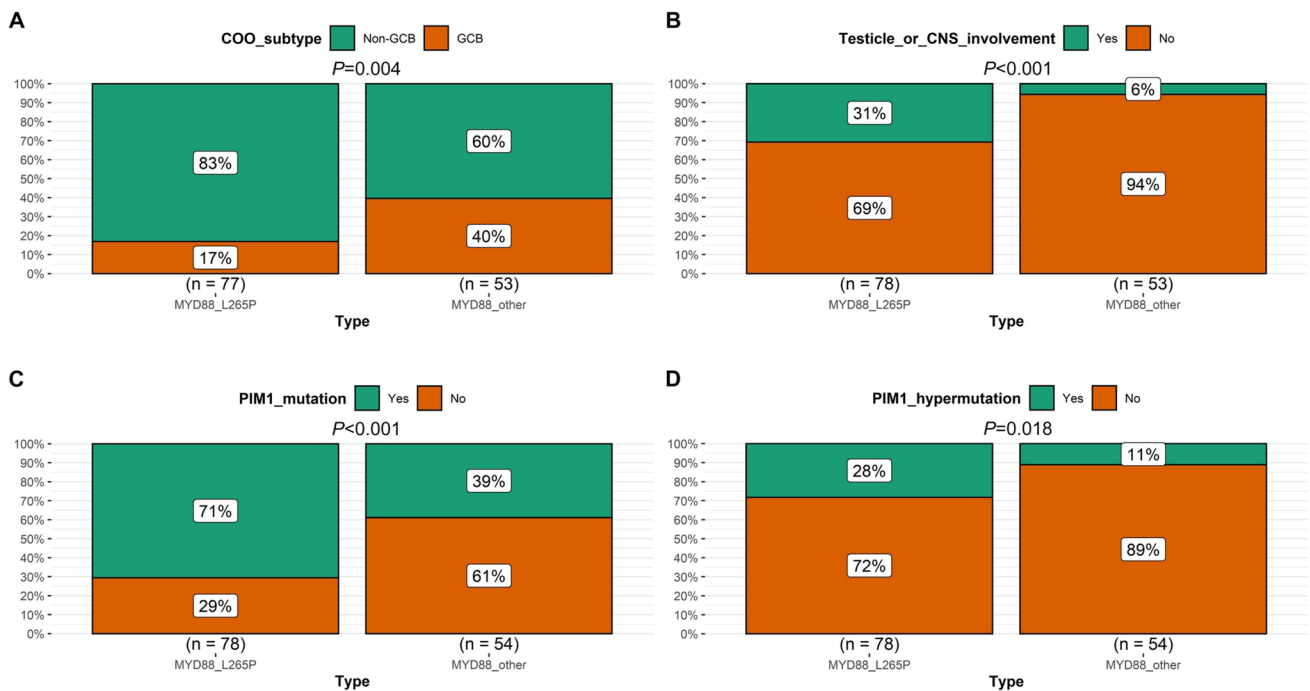 A
COO_subtype Non-GCB GCB
P=0.004
100%
90%
80%
70%
60%
50%
40%
30%
20%
10%
0%
83%
17%
60%
40%
(n = 77) (n = 53)
MYD88_L265P MYD88_other
Type
B
Testicle_or_CNS_involvement Yes No
P<0.001
100%
90%
80%
70%
60%
50%
40%
30%
20%
10%
0%
31%
69%
6%
94%
(n = 78) (n = 53)
MYD88_L265P MYD88_other
Type
C
PIM1_mutation Yes No
P<0.001
100%
90%
80%
70%
60%
50%
40%
30%
20%
10%
0%
71%
29%
39%
61%
(n = 78) (n = 54)
MYD88_L265P MYD88_other
Type
D
PIM1_hypermutation Yes No
P=0.018
100%
90%
80%
70%
60%
50%
40%
30%
20%
10%
0%
28%
72%
11%
89%
(n = 78) (n = 54)
MYD88_L265P MYD88_other
Type